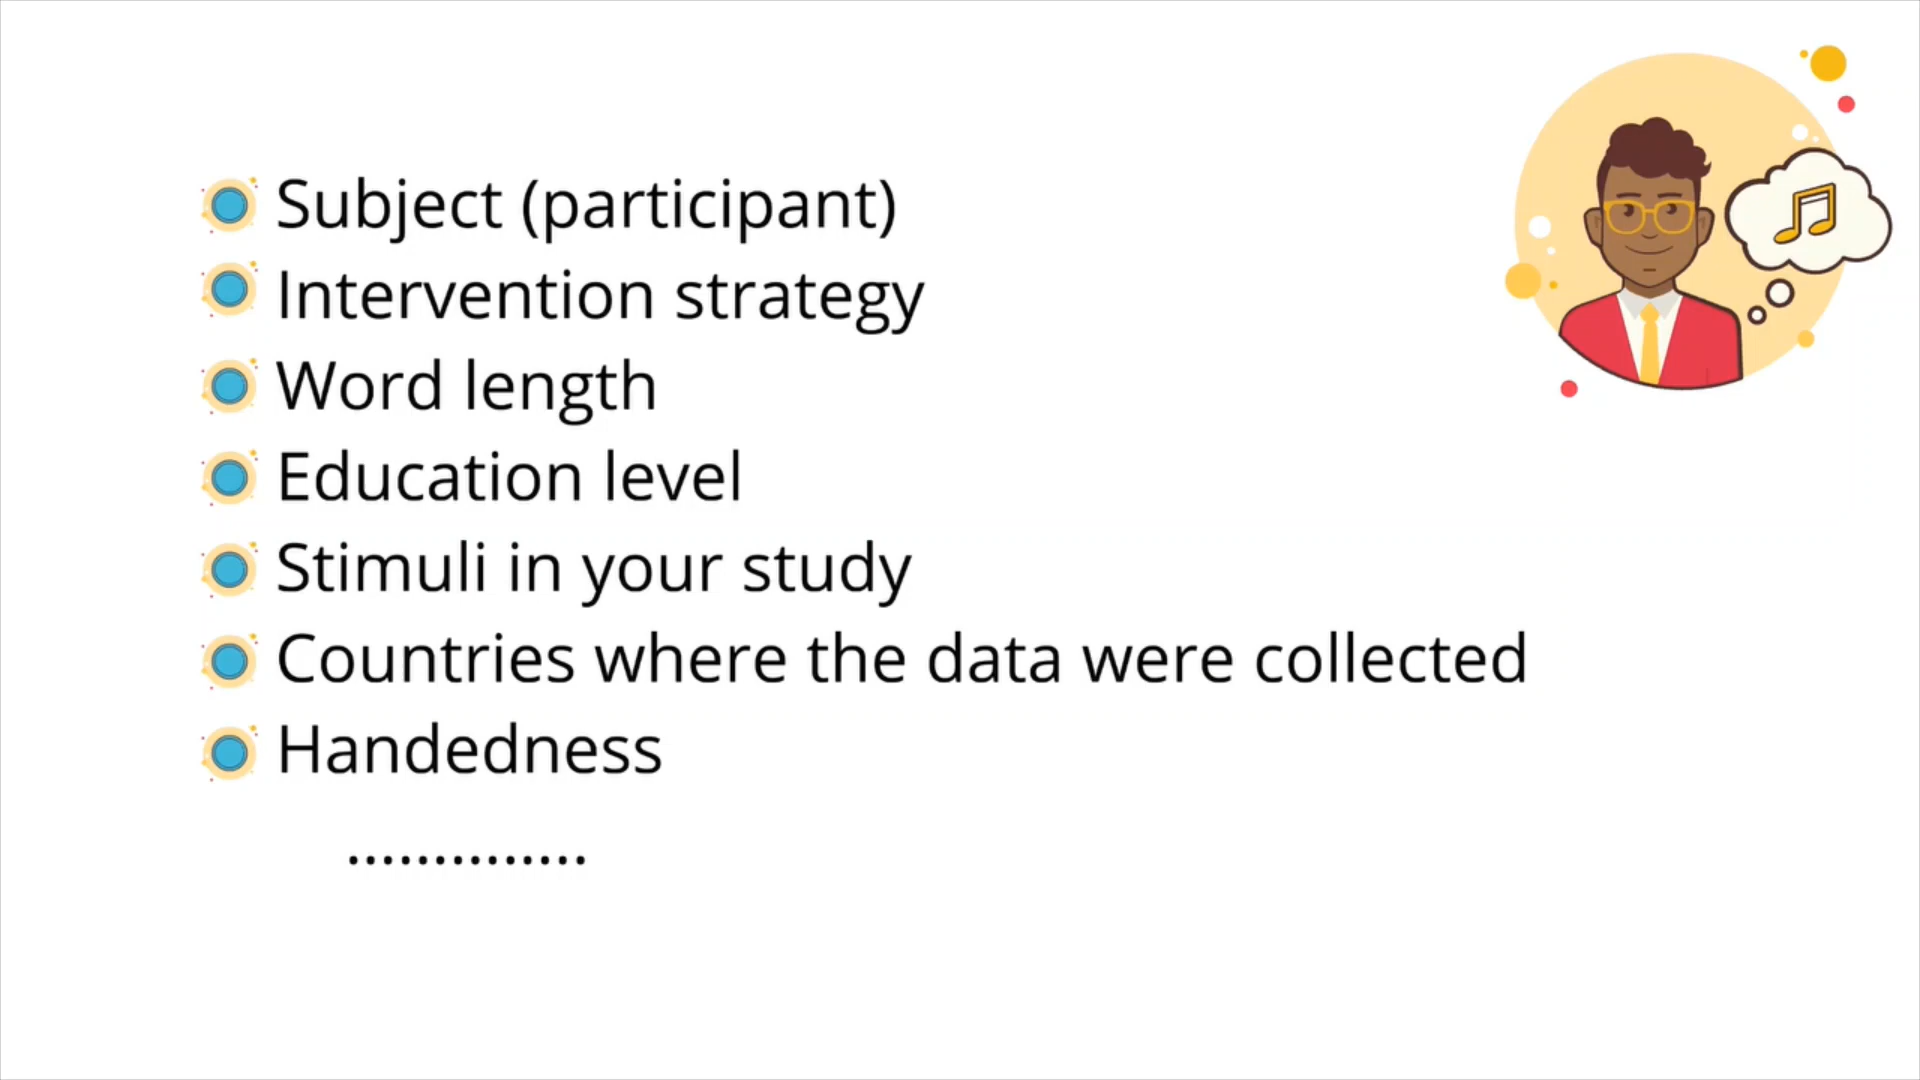 Subject (participant)
Intervention strategy
Word length
Education level
Stimuli in your study
Countries where the data were collected
Handedness
..............